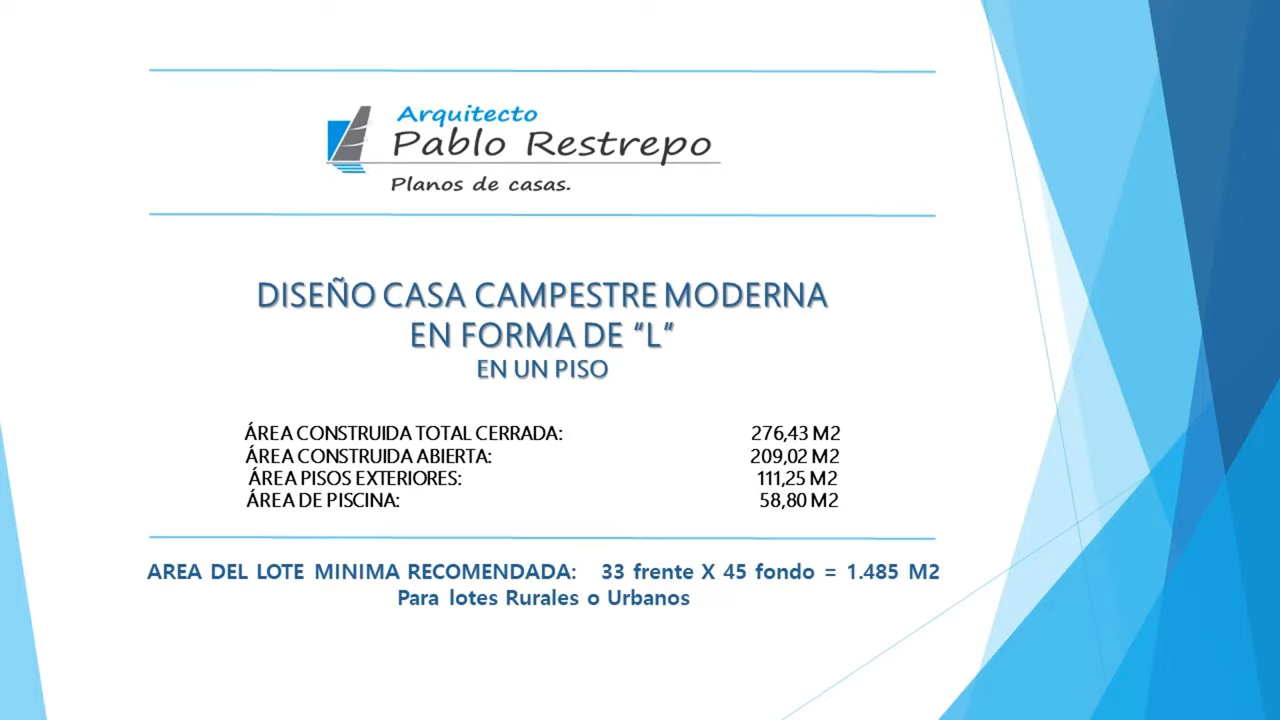 Arquitecto
Pablo Restrepo
Planos de casas.
DISEÑO CASA CAMPESTRE MODERNA
EN FORMA DE “L”
EN UN PISO
ÁREA CONSTRUIDA TOTAL CERRADA: 276,43 M2
ÁREA CONSTRUIDA ABIERTA: 209,02 M2
ÁREA PISOS EXTERIORES: 111,25 M2
ÁREA DE PISCINA: 58,80 M2
AREA DEL LOTE MINIMA RECOMENDADA: 33 frente X 45 fondo = 1.485 M2
Para lotes Rurales o Urbanos